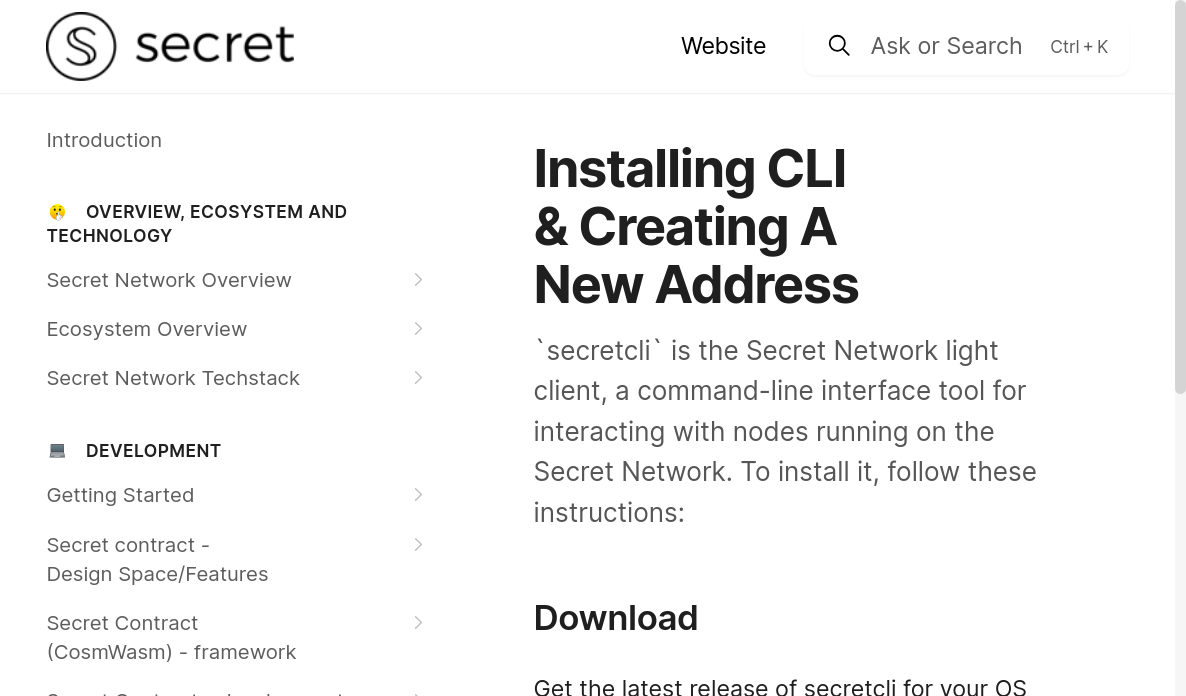 secret
Website
Ask or Search
Ctrl + K
Introduction
OVERVIEW, ECOSYSTEM AND
TECHNOLOGY
Secret Network Overview
Ecosystem Overview
Secret Network Techstack
DEVELOPMENT
Getting Started
Secret contract -
Design Space/Features
Secret Contract
(CosmWasm) - framework
Installing CLI
& Creating A
New Address
`secretcli` is the Secret Network light
client, a command-line interface tool for
interacting with nodes running on the
Secret Network. To install it, follow these
instructions:
Download
Get the latest release of secretcli for your OS